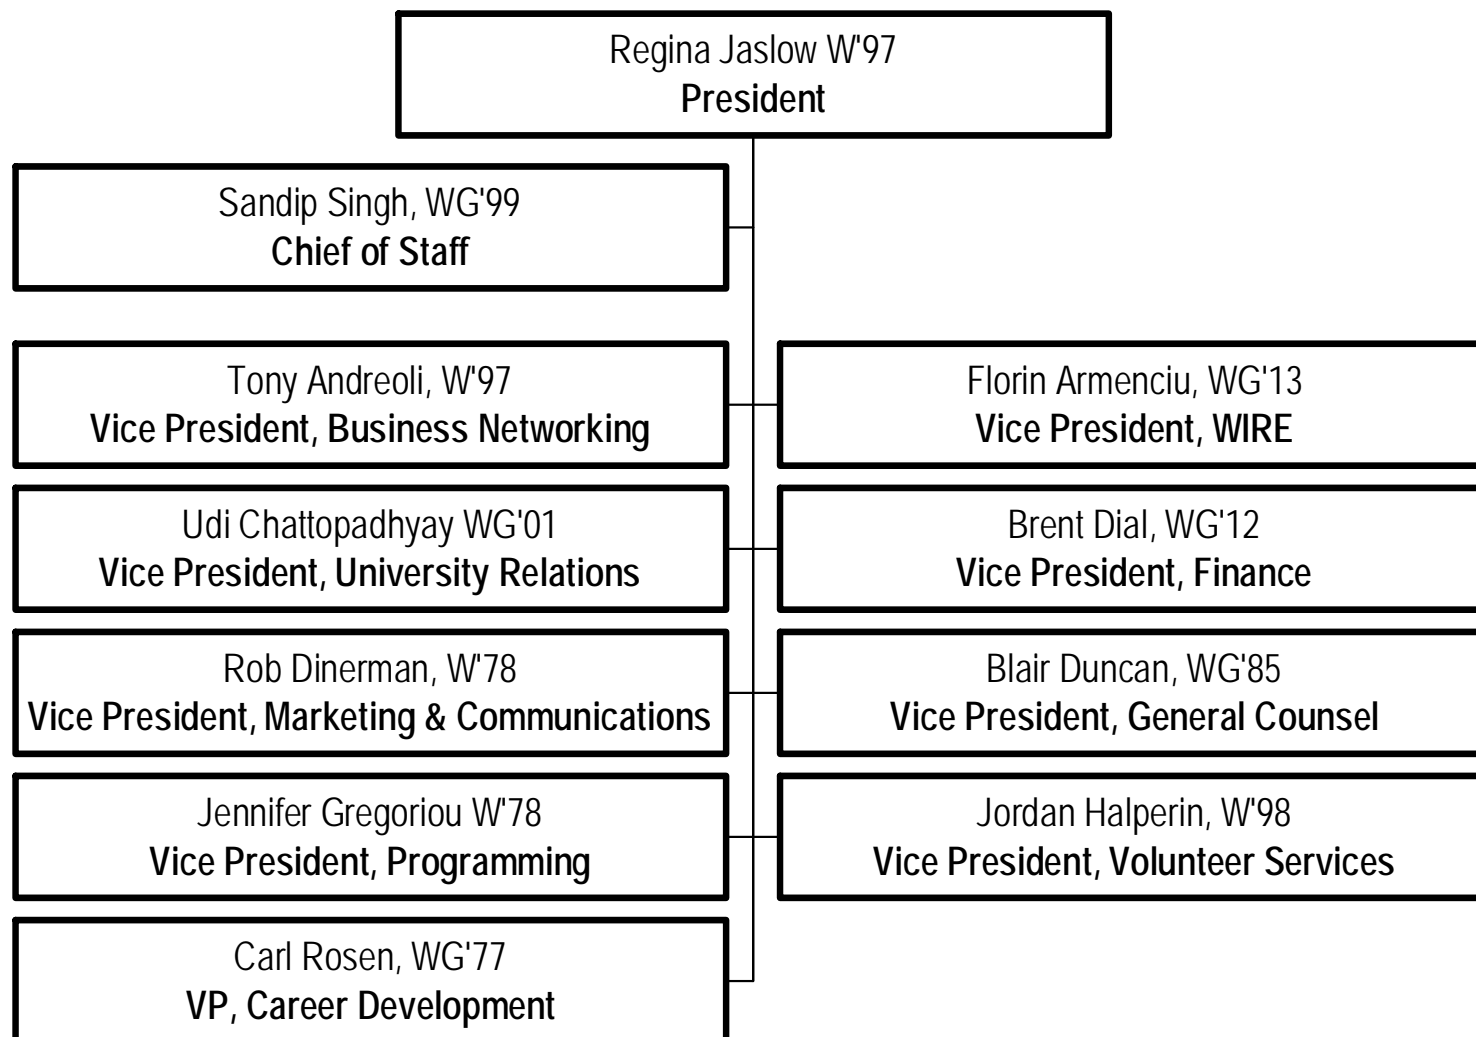 Regina Jaslow W'97
President
Sandip Singh, WG'99
Chief of Staff
Tony Andreoli, W'97
Vice President, Business Networking
Florin Armenciu, WG'13
Vice President, WIRE
Udi Chattopadhyay WG'01
Vice President, University Relations
Brent Dial, WG'12
Vice President, Finance
Rob Dinerman, W'78
Vice President, Marketing & Communications
Blair Duncan, WG'85
Vice President, General Counsel
Jennifer Gregoriou W'78
Vice President, Programming
Jordan Halperin, W'98
Vice President, Volunteer Services
Carl Rosen, WG'77
VP, Career Development